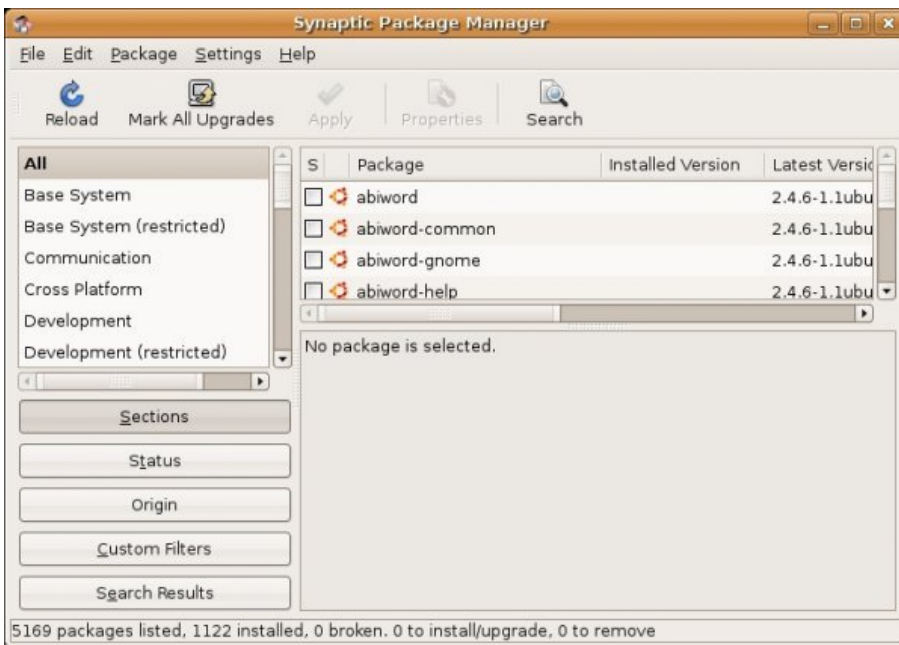 Synaptic Package Manager
File Edit Package Settings Help
Reload Mark All Upgrades Apply Properties Search
All
Base System
Base System (restricted)
Communication
Cross Platform
Development
Development (restricted)
S Package Installed Version Latest Versic
abiword 2.4.6-1.1ubu
abiword-common 2.4.6-1.1ubu
abiword-gnome 2.4.6-1.1ubu
abiword-help 2.4.6-1.1ubu
No package is selected.
Sections
Status
Origin
Custom Filters
Search Results
5169 packages listed, 1122 installed, 0 broken. 0 to install/upgrade, 0 to remove